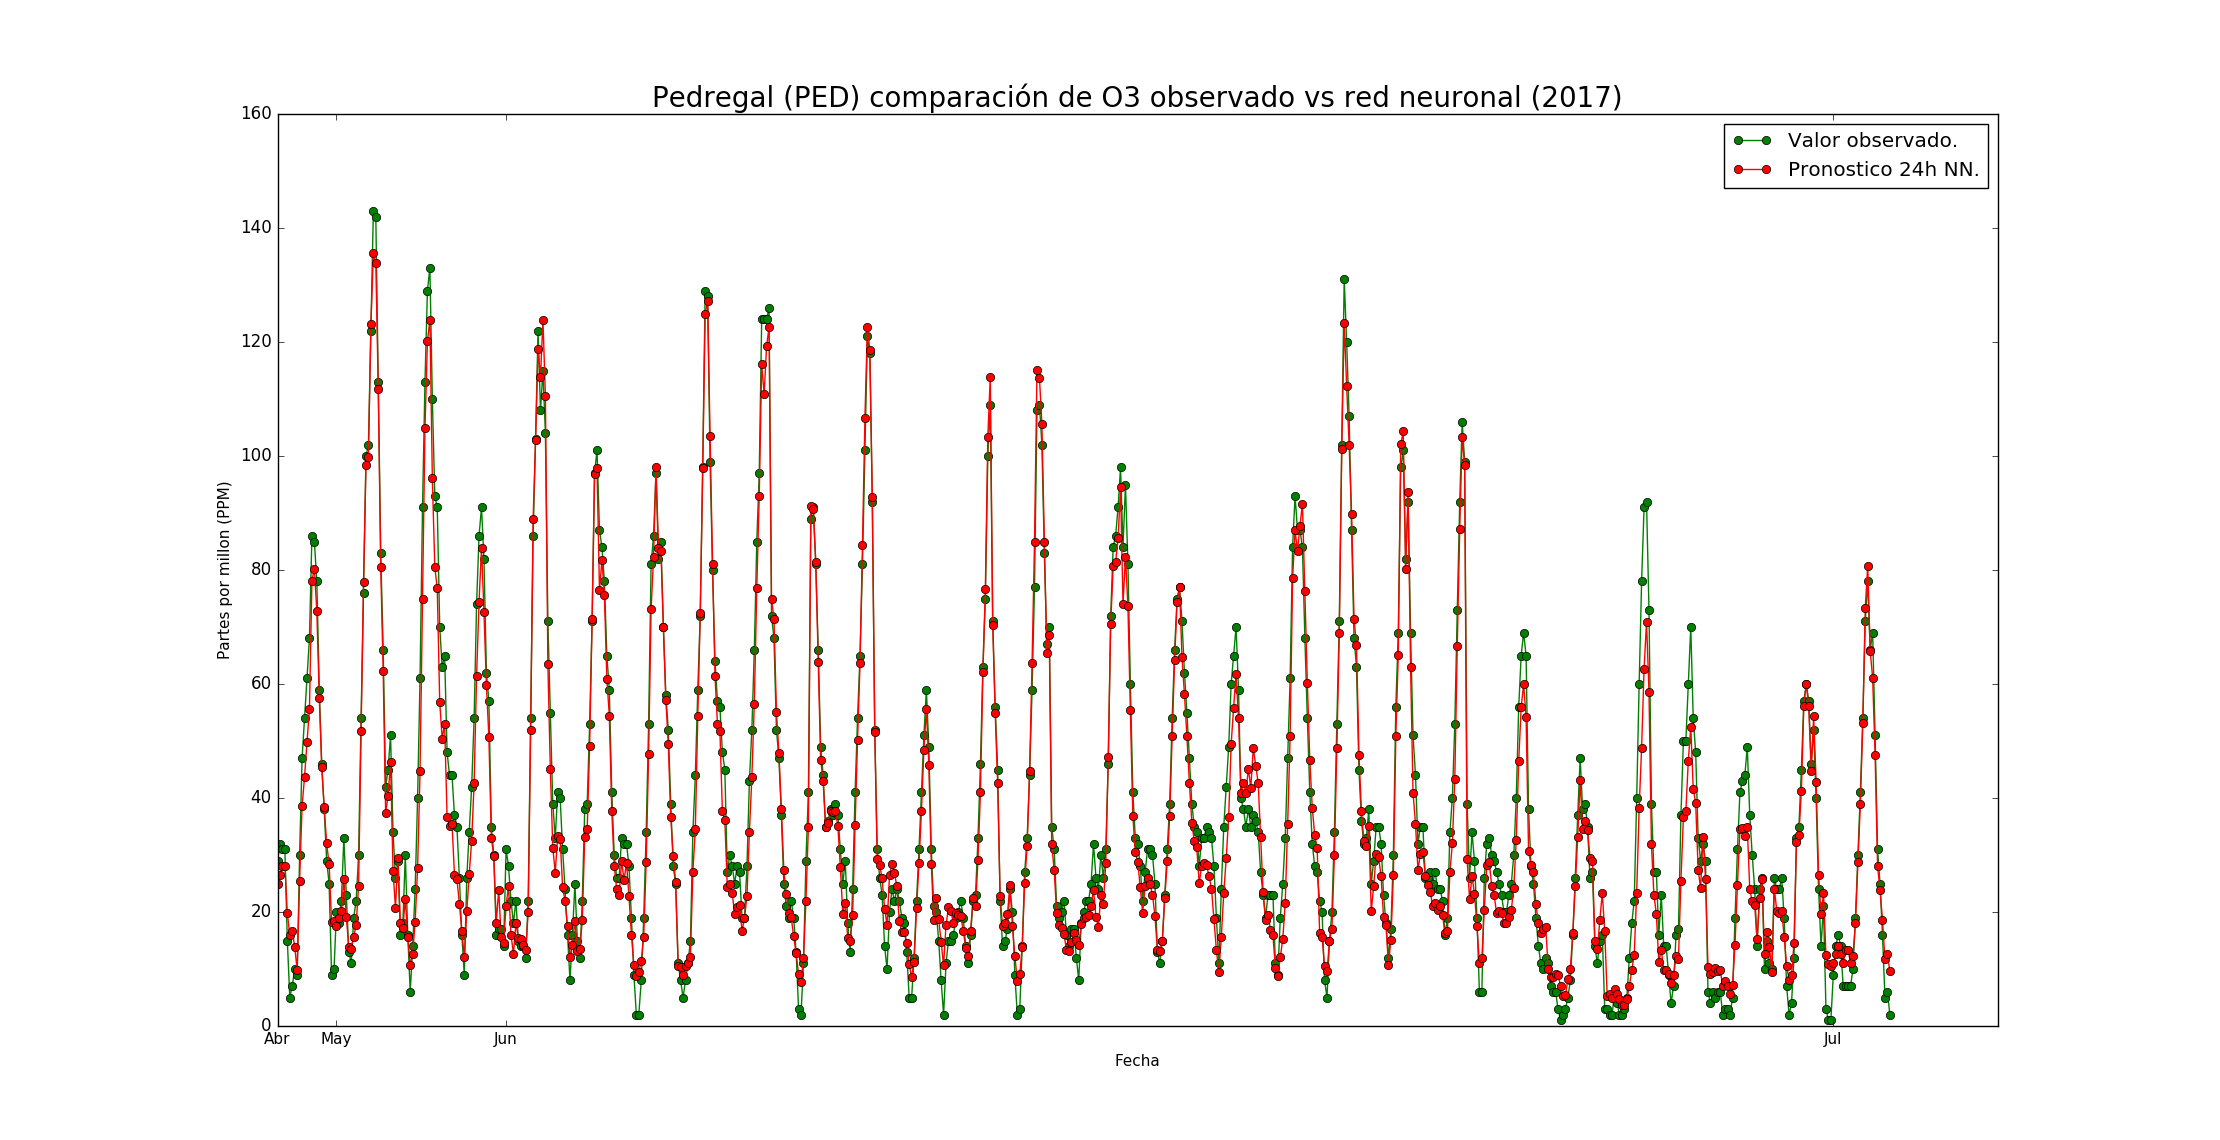 Pedregal (PED) comparación de O3 observado vs red neuronal (2017)
160
140
120
100
80
60
40
20
0
Partes por millon (PPM)
Valor observado.
Pronostico 24h NN.
Abr May Jun Jul
Fecha